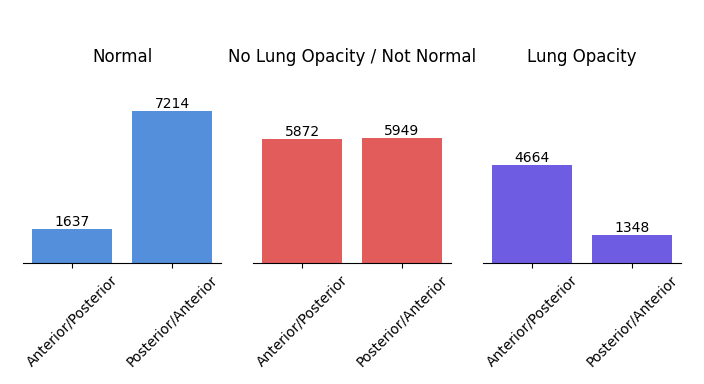 Normal
No Lung Opacity / Not Normal
Lung Opacity
1637
7214
5872
5949
4664
1348
Anterior/Posterior
Posterior/Anterior
Anterior/Posterior
Posterior/Anterior
Anterior/Posterior
Posterior/Anterior